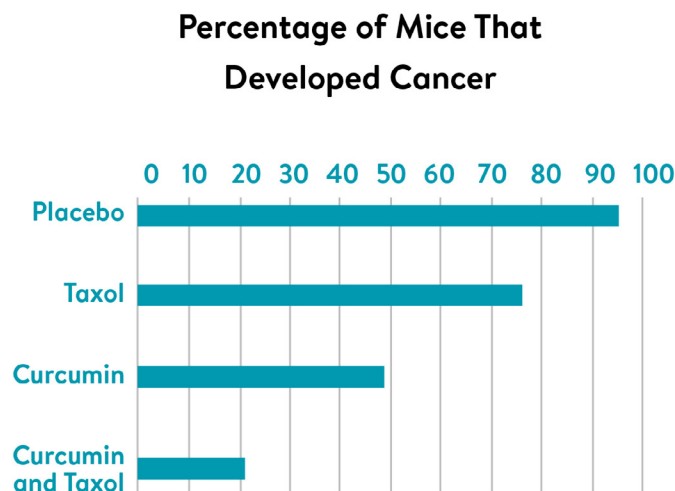 Percentage of Mice That
Developed Cancer
0 10 20 30 40 50 60 70 80 90 100
Placebo
Taxol
Curcumin
Curcumin
and Taxol